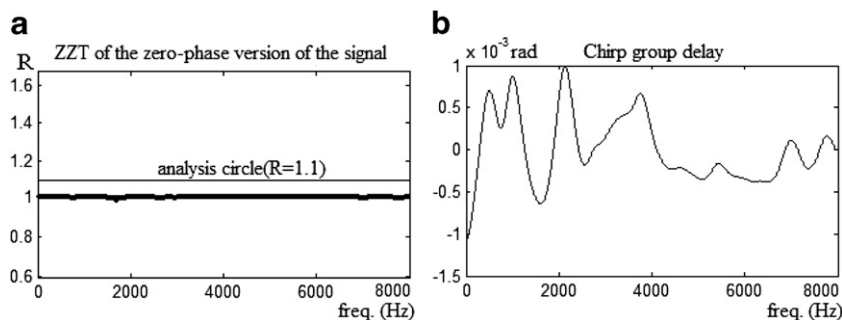 a
ZZT of the zero-phase version of the signal
R
1.6
1.4
1.2
analysis circle(R=1.1)
1
0.8
0.6
0
2000
4000
6000
8000
freq. (Hz)
b
x 10⁻³ rad
Chirp group delay
1
0.5
0
-0.5
-1
-1.5
0
2000
4000
6000
8000
freq. (Hz)